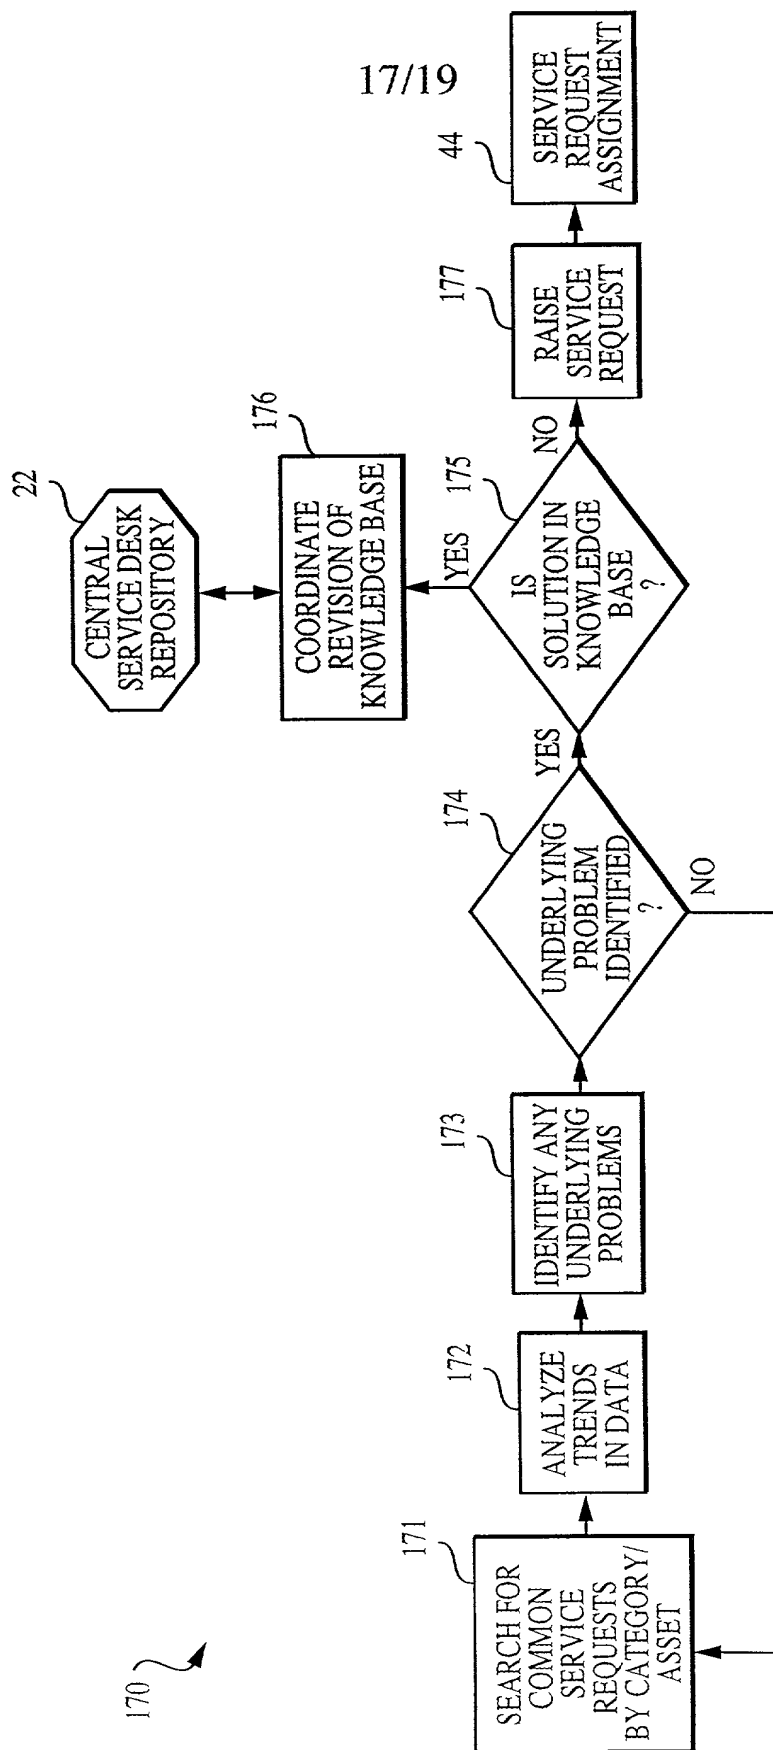 17/19
170
171
SEARCH FOR
COMMON
SERVICE
REQUESTS
BY CATEGORY/
ASSET
172
ANALYZE
TRENDS
IN DATA
173
IDENTIFY ANY
UNDERLYING
PROBLEMS
174
UNDERLYING
PROBLEM
IDENTIFIED
?
NO
YES
175
IS
SOLUTION IN
KNOWLEDGE
BASE
?
YES
NO
176
COORDINATE
REVISION OF
KNOWLEDGE BASE
22
CENTRAL
SERVICE DESK
REPOSITORY
177
RAISE
SERVICE
REQUEST
44
SERVICE
REQUEST
ASSIGNMENT